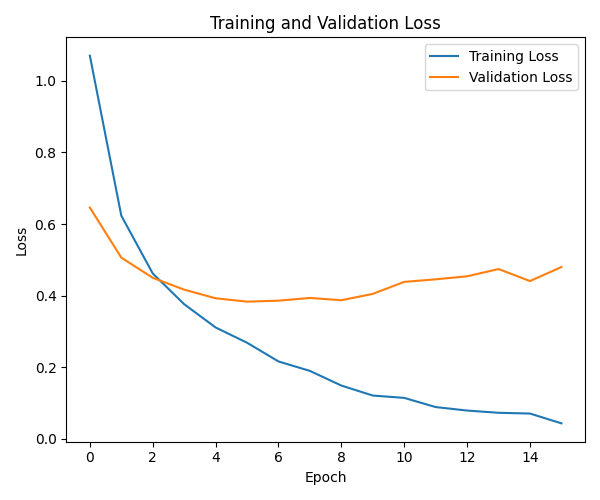 Training and Validation Loss
Training Loss
Validation Loss
1.0
0.8
0.6
0.4
0.2
0.0
Loss
0 2 4 6 8 10 12 14
Epoch